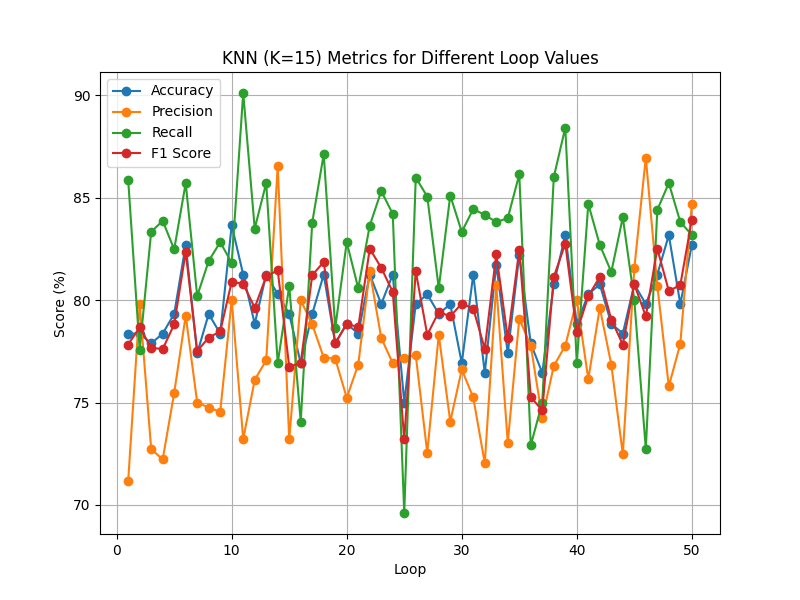 KNN (K=15) Metrics for Different Loop Values
Accuracy
Precision
Recall
F1 Score
90
85
80
75
70
Score (%)
0 10 20 30 40 50
Loop